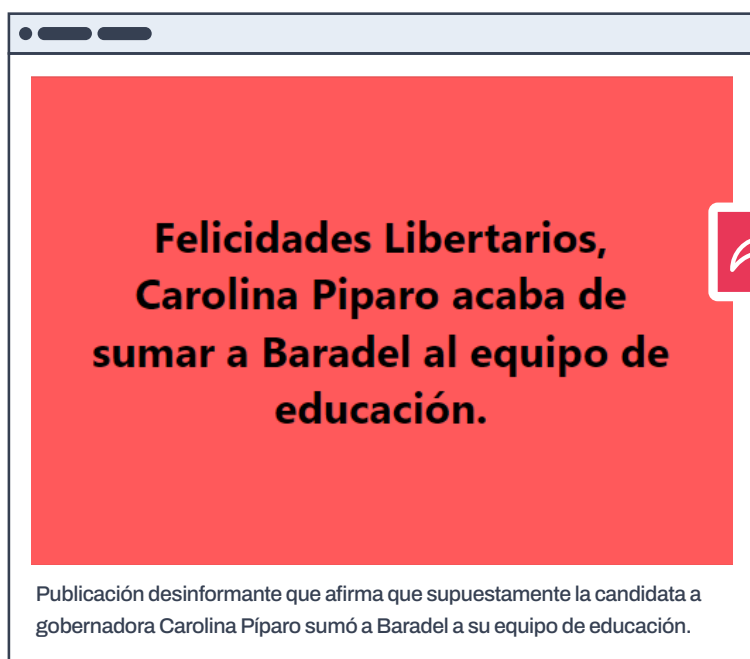 Felicidades Libertarios,
Carolina Piparo acaba de
sumar a Baradel al equipo de
educación.
Publicación desinformante que afirma que supuestamente la candidata a
gobernadora Carolina Píparo sumó a Baradel a su equipo de educación.